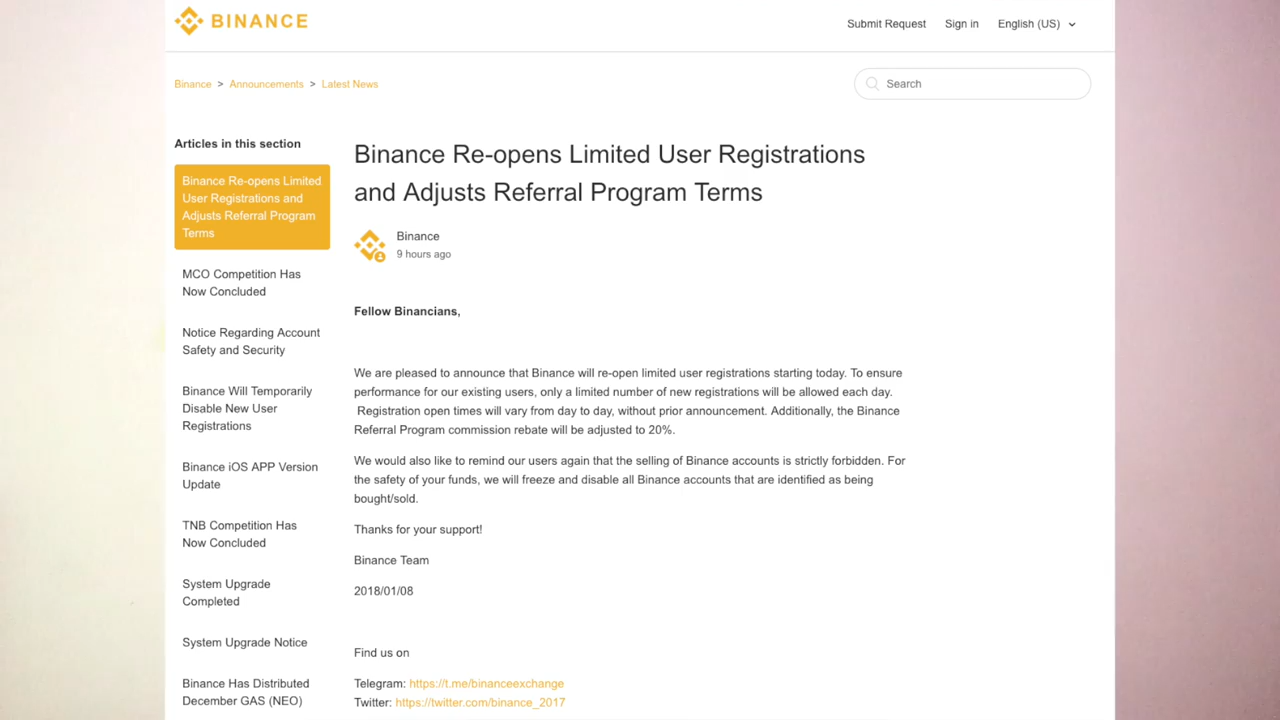 BINANCE
Submit Request
Sign in
English (US)
Binance > Announcements > Latest News
Search
Articles in this section
Binance Re-opens Limited
User Registrations and
Adjusts Referral Program
Terms
MCO Competition Has
Now Concluded
Notice Regarding Account
Safety and Security
Binance Will Temporarily
Disable New User
Registrations
Binance iOS APP Version
Update
TNB Competition Has
Now Concluded
System Upgrade
Completed
System Upgrade Notice
Binance Has Distributed
December GAS (NEO)
Binance Re-opens Limited User Registrations
and Adjusts Referral Program Terms
Binance
9 hours ago
Fellow Binancians,
We are pleased to announce that Binance will re-open limited user registrations starting today. To ensure
performance for our existing users, only a limited number of new registrations will be allowed each day.
Registration open times will vary from day to day, without prior announcement. Additionally, the Binance
Referral Program commission rebate will be adjusted to 20%.
We would also like to remind our users again that the selling of Binance accounts is strictly forbidden. For
the safety of your funds, we will freeze and disable all Binance accounts that are identified as being
bought/sold.
Thanks for your support!
Binance Team
2018/01/08
Find us on
Telegram: https://t.me/binanceexchange
Twitter: https://twitter.com/binance_2017